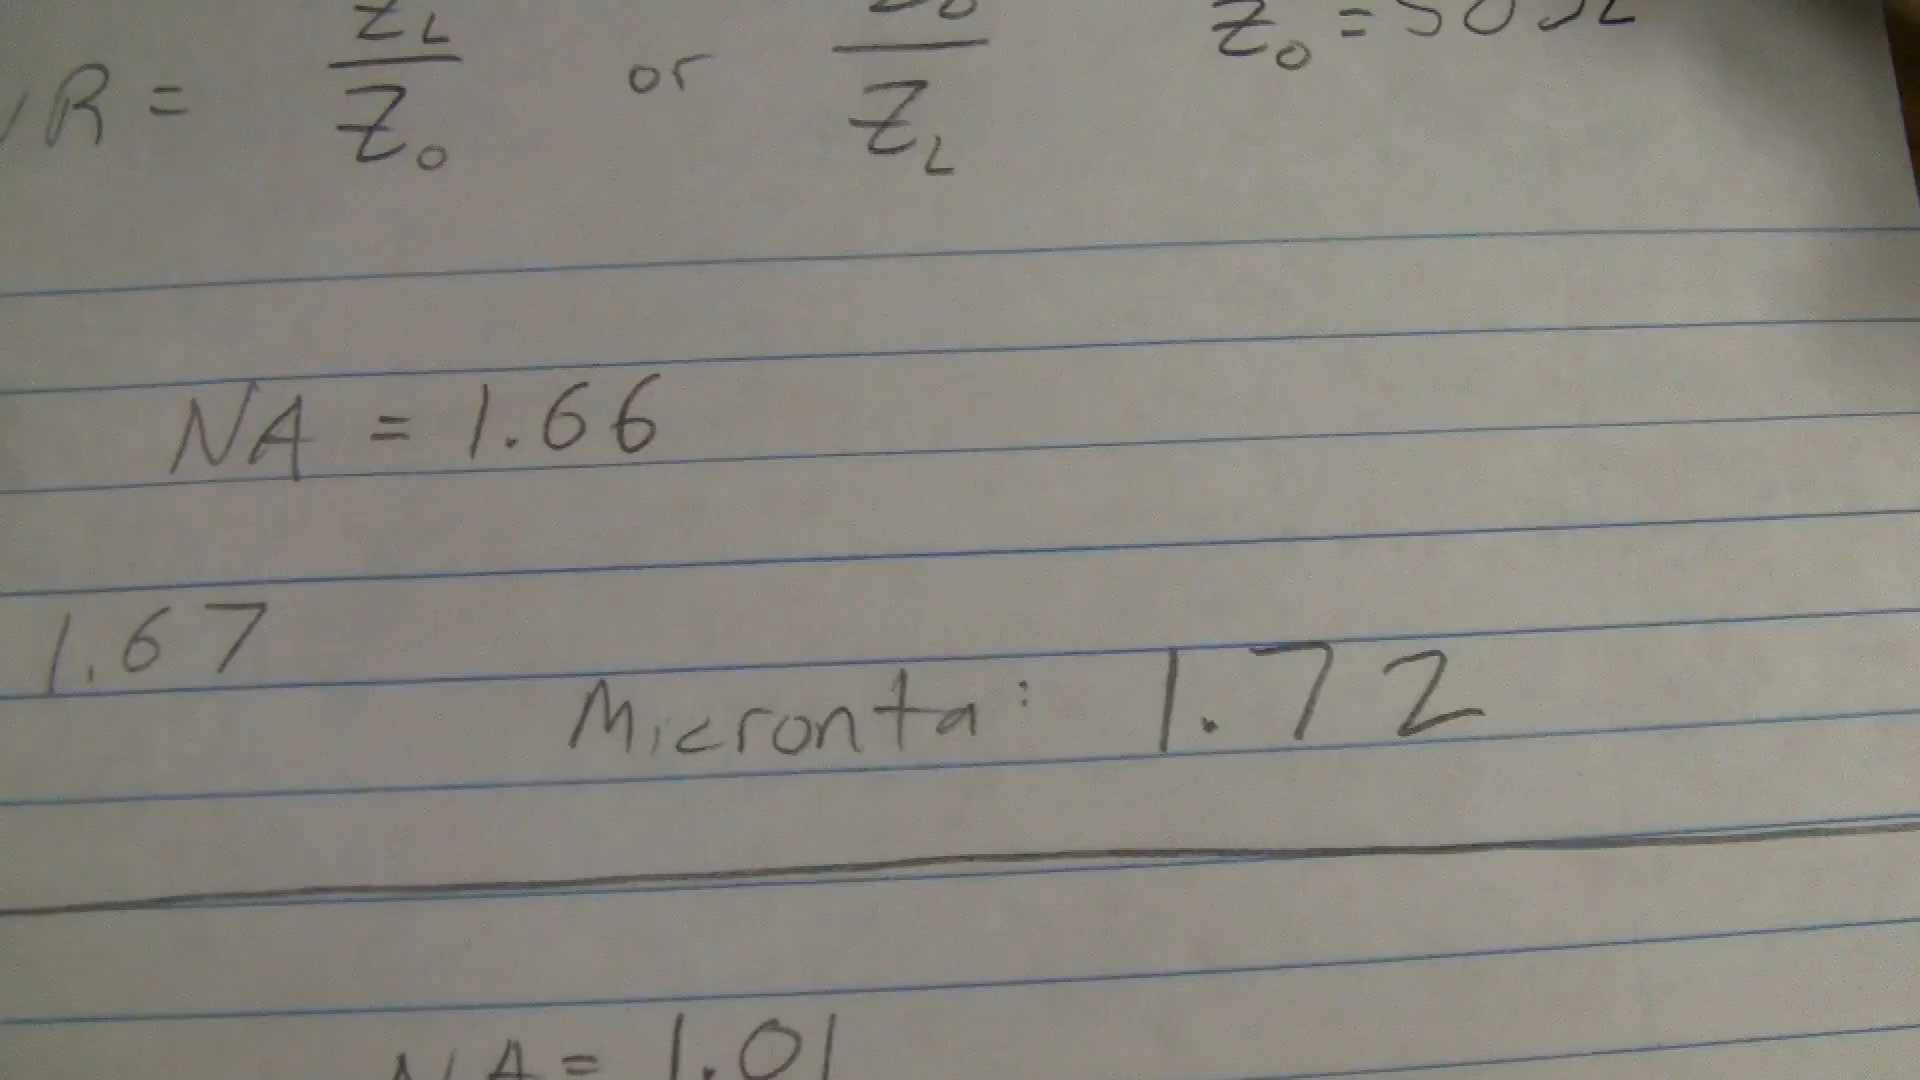 R = Z_L / Z_0 or Z_0 / Z_L Z_0 = 50Ω
NA = 1.66
1.67
Micronta: 1.72
NA = 1.01